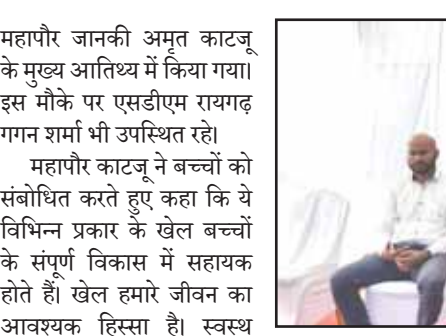 महापौर जानकी अमृत काटजू
के मुख्य आतिथ्य में किया गया।
इस मौके पर एसडीएम रायगढ़
गगन शर्मा भी उपस्थित रहे।
महापौर काटजू ने बच्चों को
संबोधित करते हुए कहा कि ये
विभिन्न प्रकार के खेल बच्चों
के संपूर्ण विकास में सहायक
होते हैं। खेल हमारे जीवन का
आवश्यक हिस्सा है। स्वस्थ